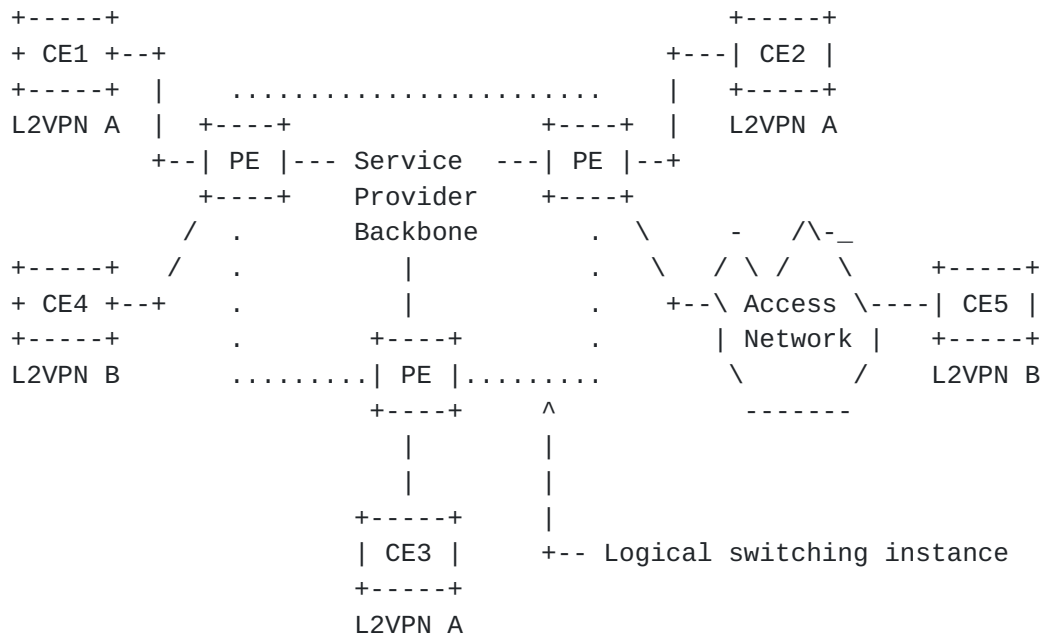 +-----+                                       +-----+
+ CE1 +--+                                +---| CE2 |
+-----+  |    ........................    |   +-----+
L2VPN A  |  +----+                +----+  |   L2VPN A
         +--| PE |--- Service  ---| PE |--+
            +----+    Provider    +----+
           /  .       Backbone       .  \     -   /\-_
+-----+   /   .          |           .   \   / \ /   \     +-----+
+ CE4 +--+    .          |           .    +--\ Access \----| CE5 |
+-----+       .        +----+        .       | Network |   +-----+
L2VPN B       .........| PE |.........        \       /    L2VPN B
                       +----+     ^            -------
                         |        |
                         |        |
                      +-----+     |
                      | CE3 |     +-- Logical switching instance
                      +-----+
                      L2VPN A